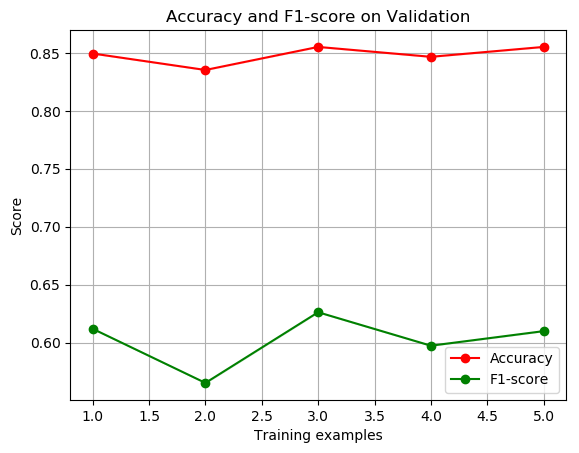 Accuracy and F1-score on Validation
Score
0.85
0.80
0.75
0.70
0.65
0.60
Accuracy
F1-score
1.0 1.5 2.0 2.5 3.0 3.5 4.0 4.5 5.0
Training examples